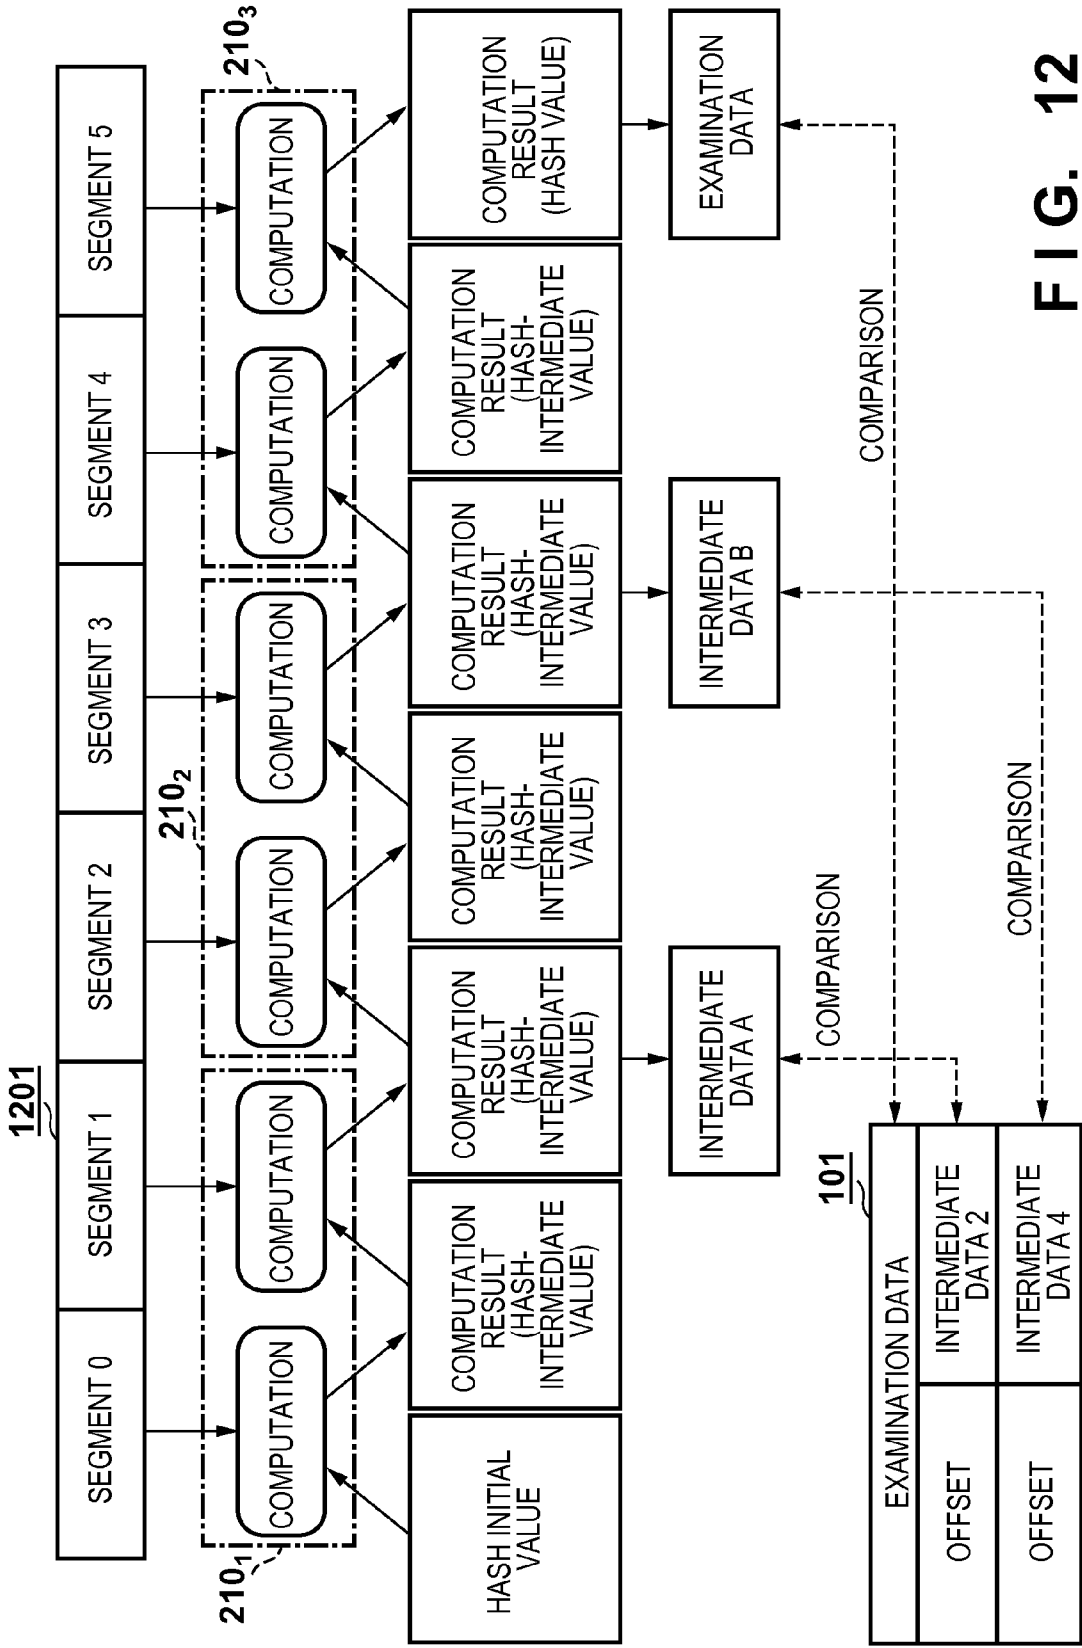 1201
SEGMENT 0
SEGMENT 1
SEGMENT 2
SEGMENT 3
SEGMENT 4
SEGMENT 5
210₁
210₂
210₃
COMPUTATION
COMPUTATION
COMPUTATION
COMPUTATION
COMPUTATION
COMPUTATION
HASH INITIAL
VALUE
COMPUTATION
RESULT
(HASH-
INTERMEDIATE
VALUE)
COMPUTATION
RESULT
(HASH-
INTERMEDIATE
VALUE)
COMPUTATION
RESULT
(HASH-
INTERMEDIATE
VALUE)
COMPUTATION
RESULT
(HASH-
INTERMEDIATE
VALUE)
COMPUTATION
RESULT
(HASH-
INTERMEDIATE
VALUE)
COMPUTATION
RESULT
(HASH VALUE)
INTERMEDIATE
DATA A
INTERMEDIATE
DATA B
EXAMINATION
DATA
COMPARISON
COMPARISON
COMPARISON
101
EXAMINATION DATA
OFFSET
INTERMEDIATE
DATA 2
OFFSET
INTERMEDIATE
DATA 4
FIG. 12